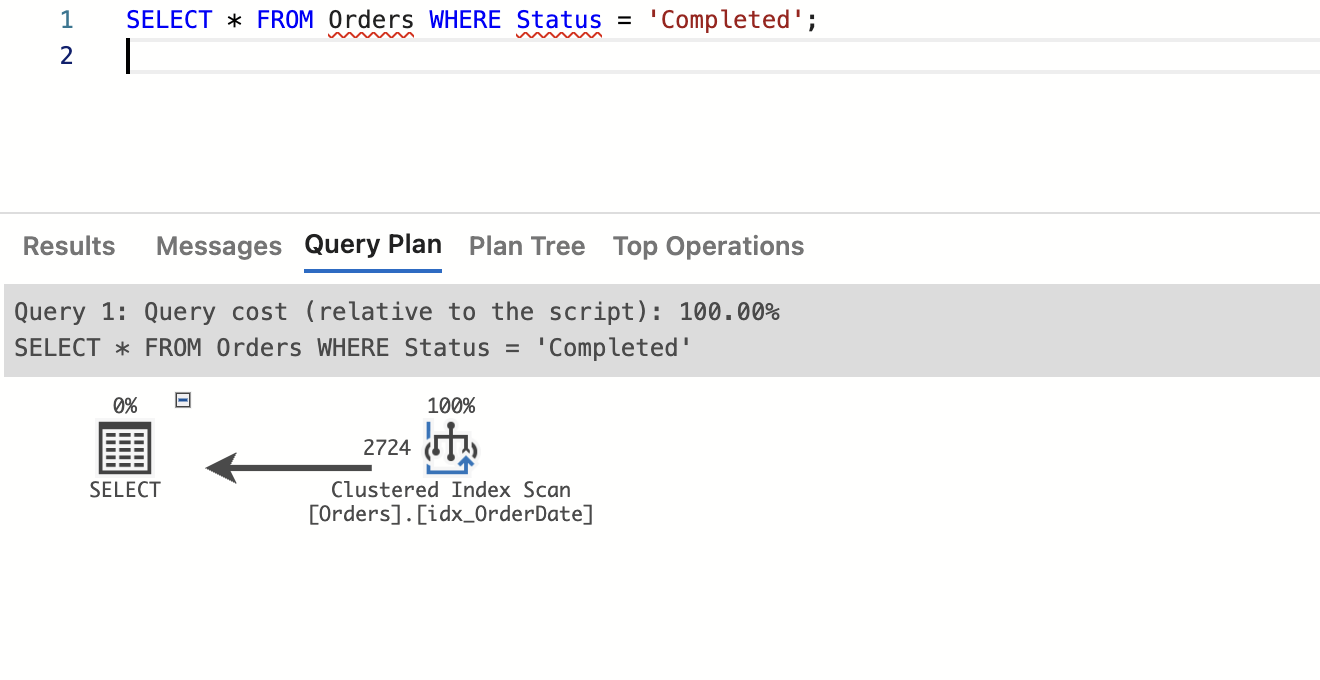 1 SELECT * FROM Orders WHERE Status = 'Completed';
2
Results Messages Query Plan Plan Tree Top Operations
Query 1: Query cost (relative to the script): 100.00%
SELECT * FROM Orders WHERE Status = 'Completed'
0% 100%
2724
SELECT Clustered Index Scan
[Orders].[idx_OrderDate]